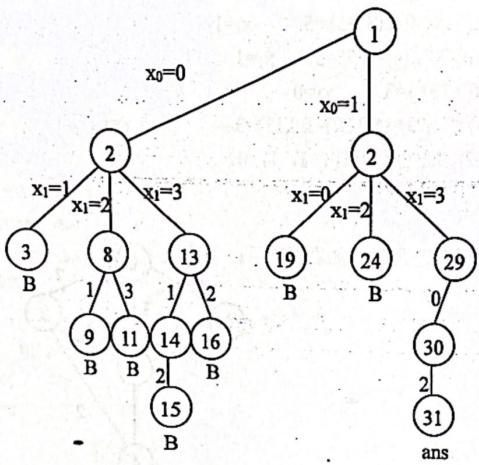 1
x₀=0
x₀=1
2 2
x₁=1 x₁=2 x₁=3 x₁=0 x₁=2 x₁=3
3 8 13 19 24 29
B B B
1 3 1 2 0
9 11 14 16 30
B B B
2 2
15 31
B ans